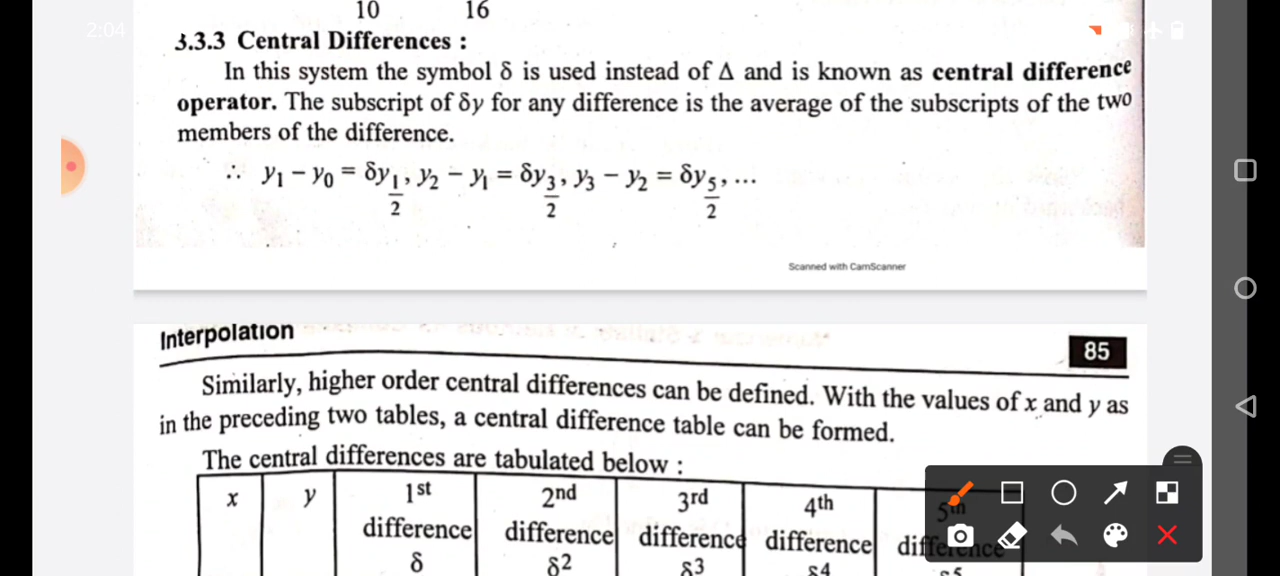 10 16
2:04
3.3.3 Central Differences :
In this system the symbol δ is used instead of Δ and is known as central difference
operator. The subscript of δy for any difference is the average of the subscripts of the two
members of the difference.
∴ y₁ − y₀ = δy_{1/2}, y₂ − y₁ = δy_{3/2}, y₃ − y₂ = δy_{5/2}, ...
Scanned with CamScanner
Interpolation 85
Similarly, higher order central differences can be defined. With the values of x and y as
in the preceding two tables, a central difference table can be formed.
The central differences are tabulated below :
x y 1st 2nd 3rd 4th 5th
difference difference difference difference difference
δ δ2 δ3 δ4 δ5